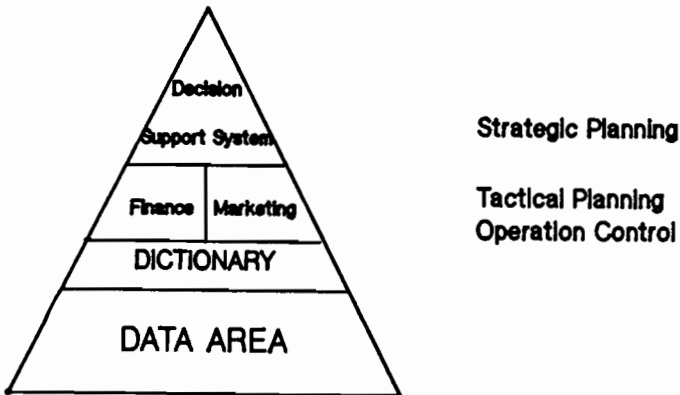 Decision
Support System
Strategic Planning
Finance Marketing
Tactical Planning
Operation Control
DICTIONARY
DATA AREA